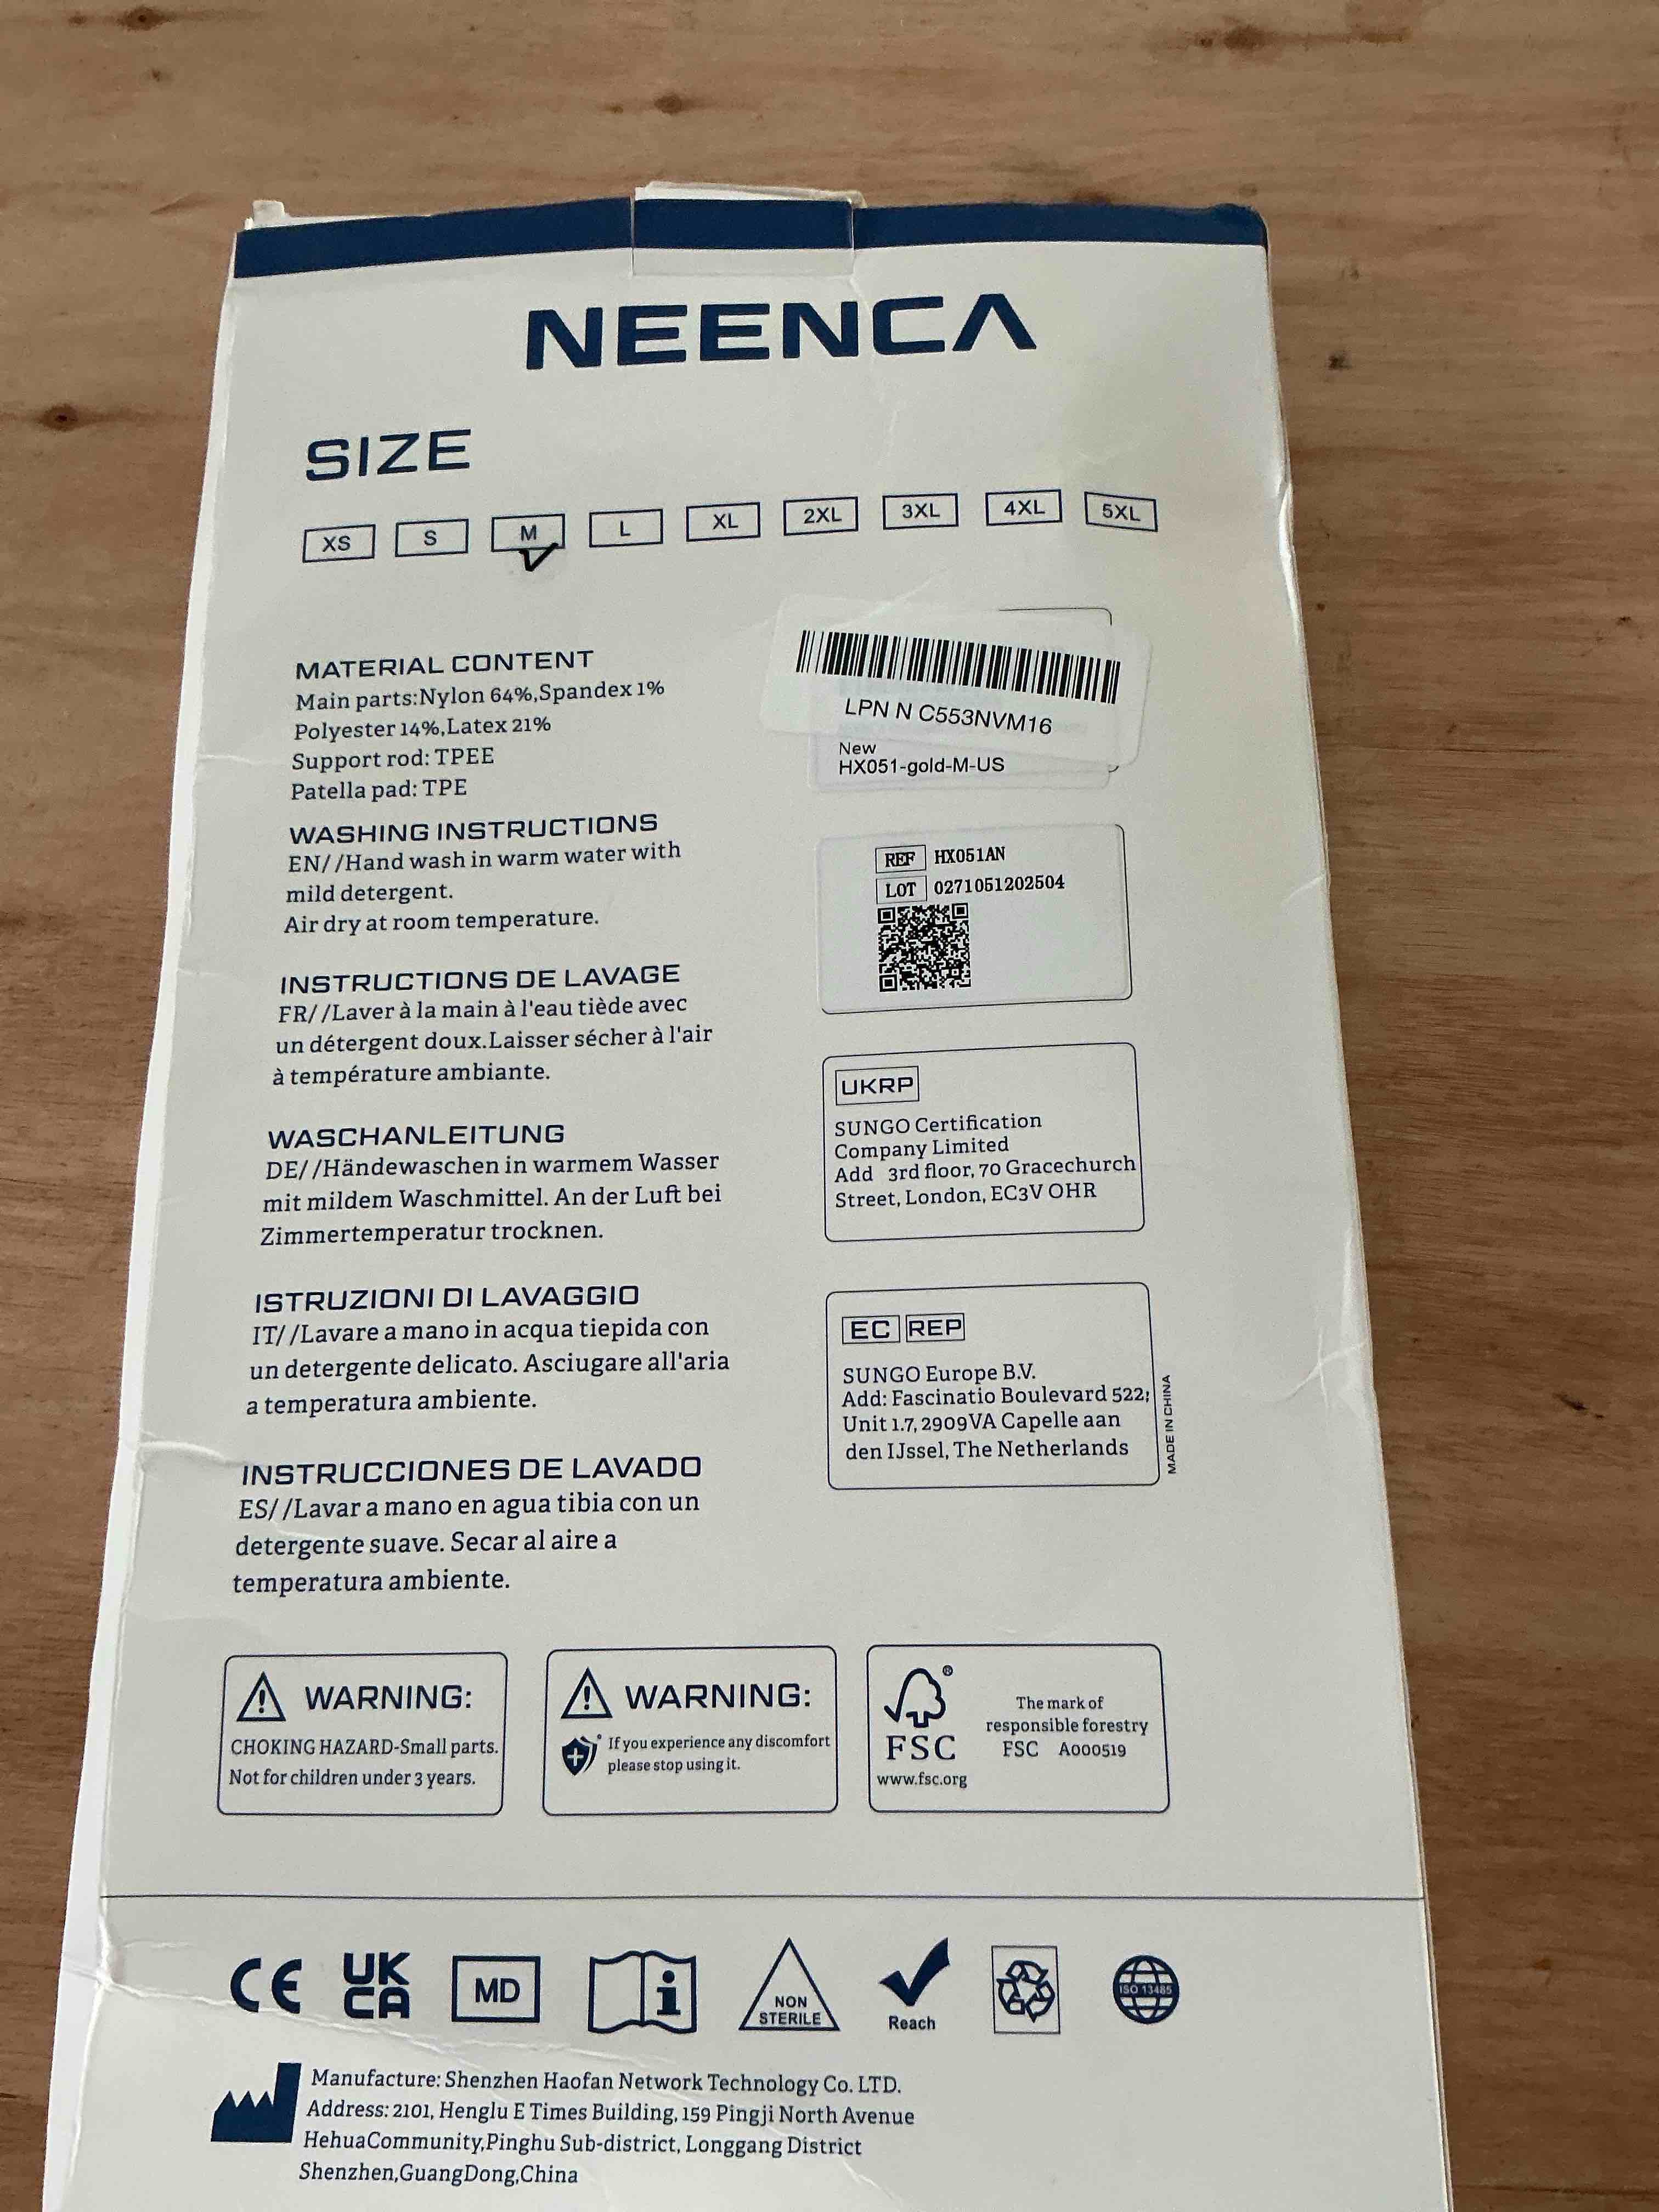 NEENCA
SIZE
XS S M L XL 2XL 3XL 4XL 5XL
MATERIAL CONTENT
Main parts:Nylon 64%,Spandex 1%
Polyester 14%,Latex 21%
Support rod: TPEE
Patella pad: TPE
WASHING INSTRUCTIONS
EN//Hand wash in warm water with
mild detergent.
Air dry at room temperature.
INSTRUCTIONS DE LAVAGE
FR//Laver à la main à l'eau tiède avec
un détergent doux.Laisser sécher à l'air
à température ambiante.
WASCHANLEITUNG
DE//Händewaschen in warmem Wasser
mit mildem Waschmittel. An der Luft bei
Zimmertemperatur trocknen.
ISTRUZIONI DI LAVAGGIO
IT//Lavare a mano in acqua tiepida con
un detergente delicato. Asciugare all'aria
a temperatura ambiente.
INSTRUCCIONES DE LAVADO
ES//Lavar a mano en agua tibia con un
detergente suave. Secar al aire a
temperatura ambiente.
LPN N C553NVM16
New
HX051-gold-M-US
REF HX051AN
LOT 0271051202504
UKRP
SUNGO Certification
Company Limited
Add 3rd floor, 70 Gracechurch
Street, London, EC3V OHR
EC REP
SUNGO Europe B.V.
Add: Fascinatio Boulevard 522,
Unit 1.7, 2909VA Capelle aan
den IJssel, The Netherlands
MADE IN CHINA
WARNING:
CHOKING HAZARD-Small parts.
Not for children under 3 years.
WARNING:
If you experience any discomfort
please stop using it.
FSC®
www.fsc.org
The mark of
responsible forestry
FSC A000519
CE
UK
CA
MD
i
NON
STERILE
Reach
ISO 13485
Manufacture: Shenzhen Haofan Network Technology Co. LTD.
Address: 2101, Henglu E Times Building, 159 Pingji North Avenue
HehuaCommunity,Pinghu Sub-district, Longgang District
Shenzhen,GuangDong,China